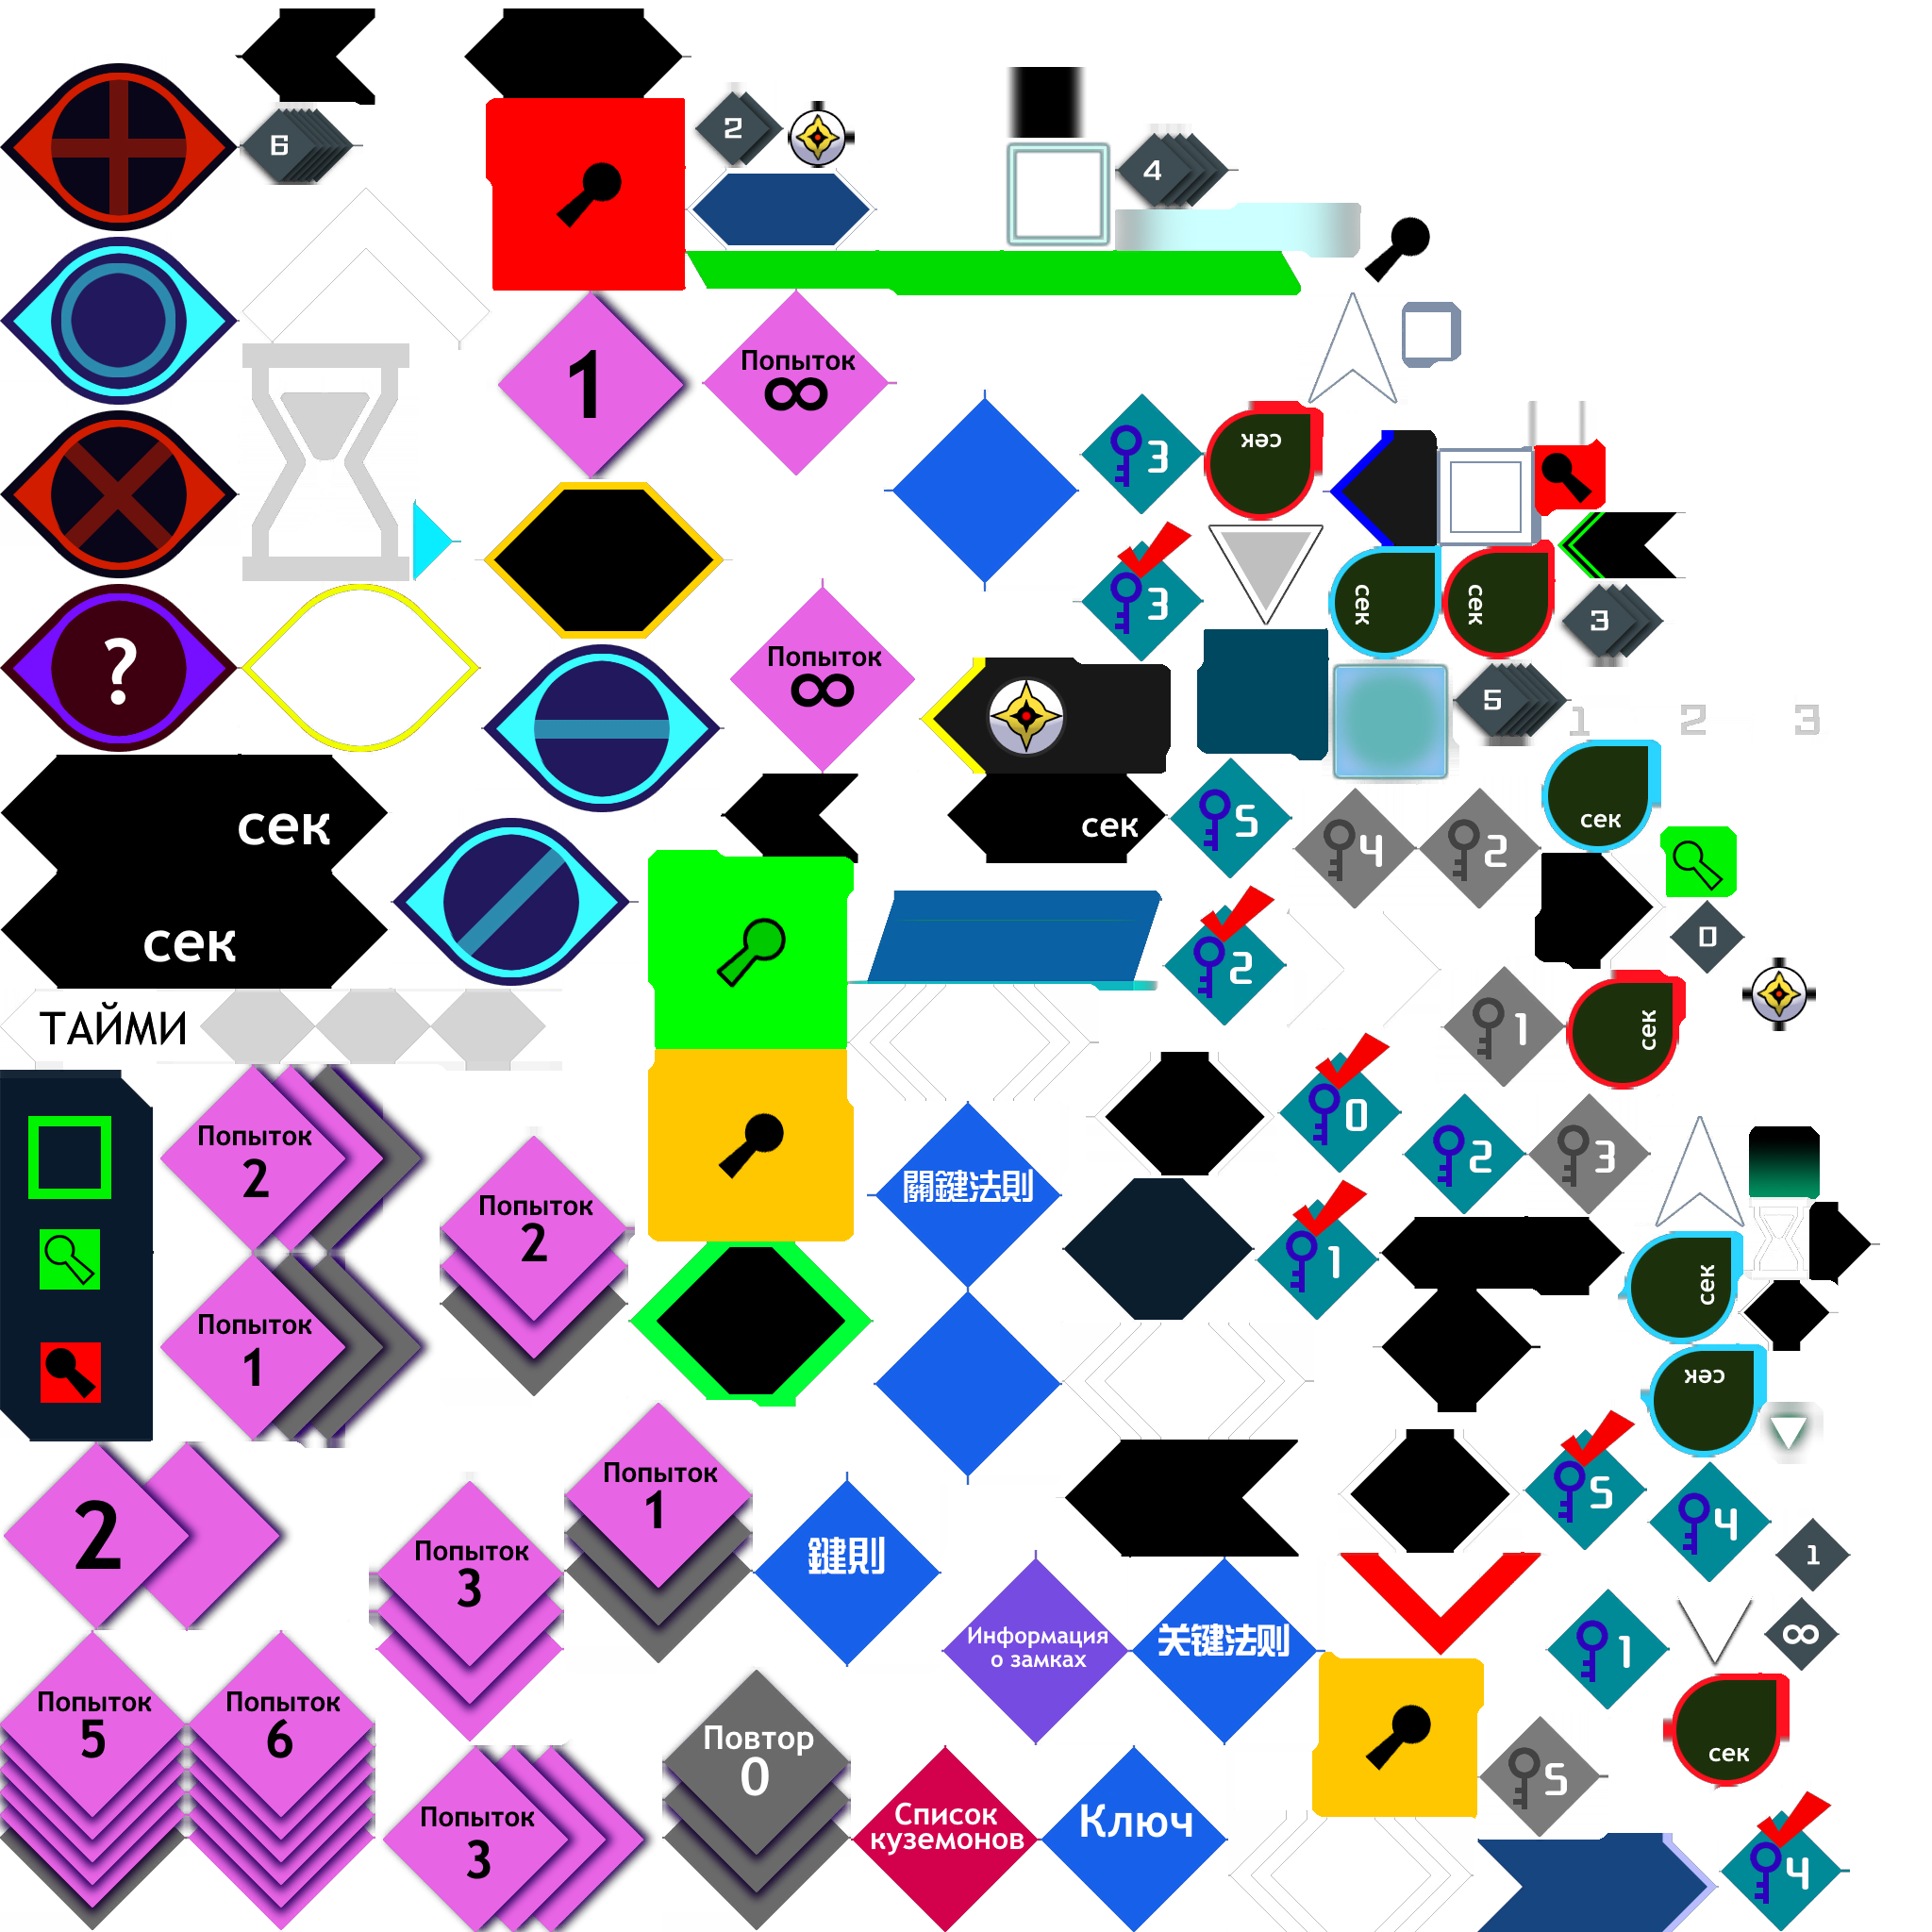 6
2
4
1
Попыток
∞
3
сек
3
сек
сек
3
?
Попыток
∞
5
1
2
3
сек
сек
5
4
2
сек
0
сек
2
1
сек
ТАЙМИ
Попыток
2
Попыток
2
關鍵法則
0
2
3
1
сек
Попыток
1
сек
2
Попыток
3
Попыток
1
鍵則
5
4
1
Информация
о замках
关键法则
1
∞
Попыток
5
Попыток
6
Повтор
0
5
сек
Попыток
3
Список
куземонов
Ключ
4